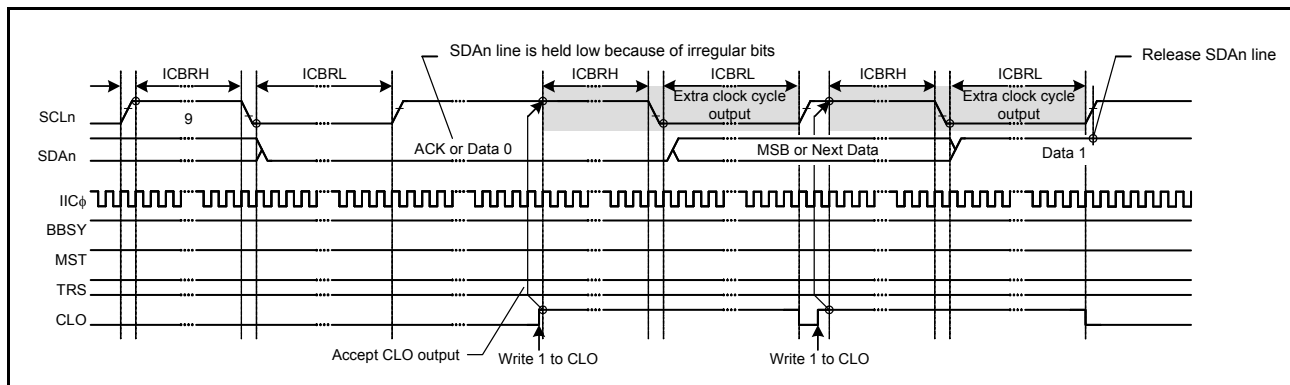 SDAn line is held low because of irregular bits
Release SDAn line
ICBRH
ICBRL
ICBRH
ICBRL
ICBRH
ICBRL
SCLn
9
Extra clock cycle
output
Extra clock cycle
output
SDAn
ACK or Data 0
MSB or Next Data
Data 1
IICϕ
BBSY
MST
TRS
CLO
Accept CLO output
Write 1 to CLO
Write 1 to CLO